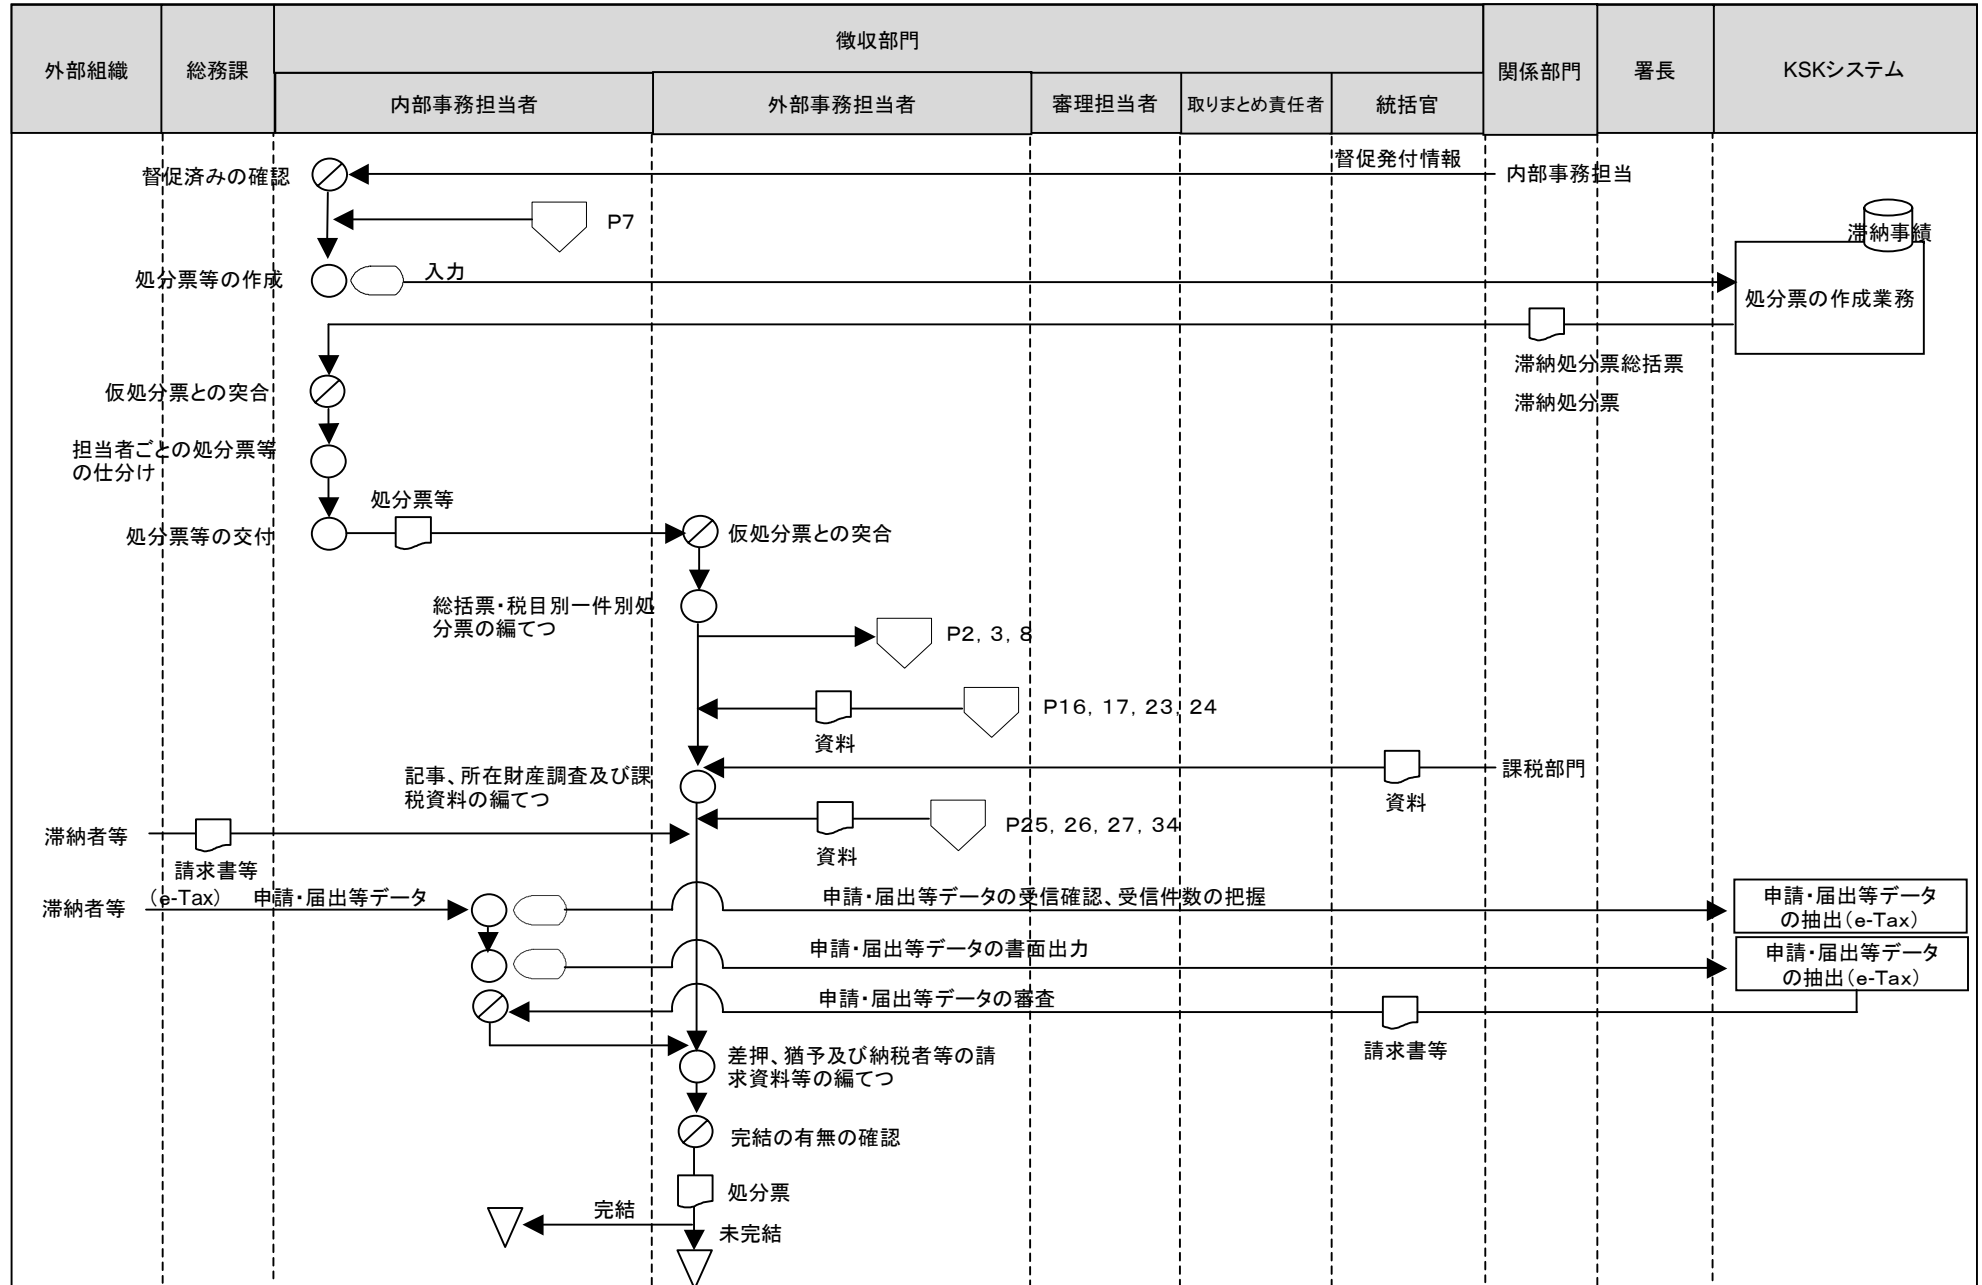 徴収部門
外部組織
総務課
関係部門
署長
KSKシステム
内部事務担当者
外部事務担当者
審理担当者
取りまとめ責任者
統括官
督促発付情報
督促済みの確認
内部事務担当
P7
滞納事績
入力
処分票等の作成
処分票の作成業務
滞納処分票総括票
仮処分票との突合
滞納処分票
担当者ごとの処分票等
の仕分け
処分票等
処分票等の交付
仮処分票との突合
総括票・税目別一件別処
分票の編てつ
P2, 3, 8
P16, 17, 23, 24
資料
記事、所在財産調査及び課
税資料の編てつ
課税部門
資料
P25, 26, 27, 34
滞納者等
資料
請求書等
(e-Tax)
申請・届出等データ
滞納者等
申請・届出等データの受信確認、受信件数の把握
申請・届出等データ
の抽出(e-Tax)
申請・届出等データの書面出力
申請・届出等データ
の抽出(e-Tax)
申請・届出等データの審査
請求書等
差押、猶予及び納税者等の請
求資料等の編てつ
完結の有無の確認
処分票
完結
未完結